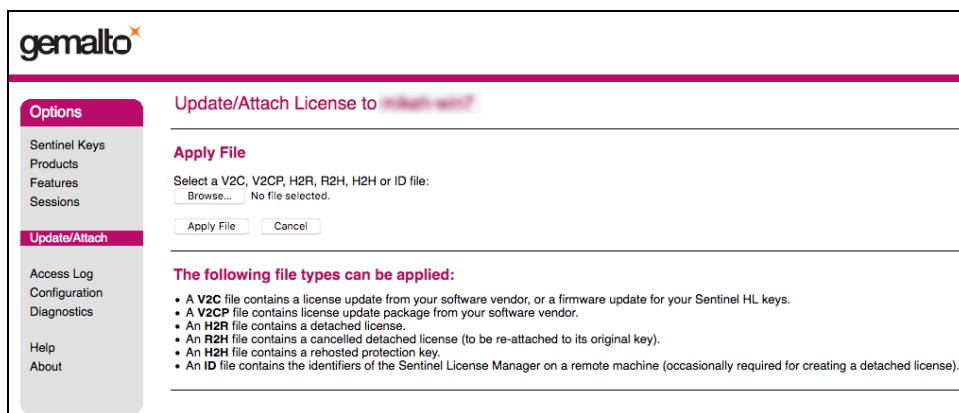 gemalto
Options
Sentinel Keys
Products
Features
Sessions
Update/Attach
Access Log
Configuration
Diagnostics
Help
About
Update/Attach License to
Apply File
Select a V2C, V2CP, H2R, R2H, H2H or ID file:
Browse... No file selected.
Apply File Cancel
The following file types can be applied:
• A V2C file contains a license update from your software vendor, or a firmware update for your Sentinel HL keys.
• A V2CP file contains license update package from your software vendor.
• An H2R file contains a detached license.
• An R2H file contains a cancelled detached license (to be re-attached to its original key).
• An H2H file contains a rehosted protection key.
• An ID file contains the identifiers of the Sentinel License Manager on a remote machine (occasionally required for creating a detached license).